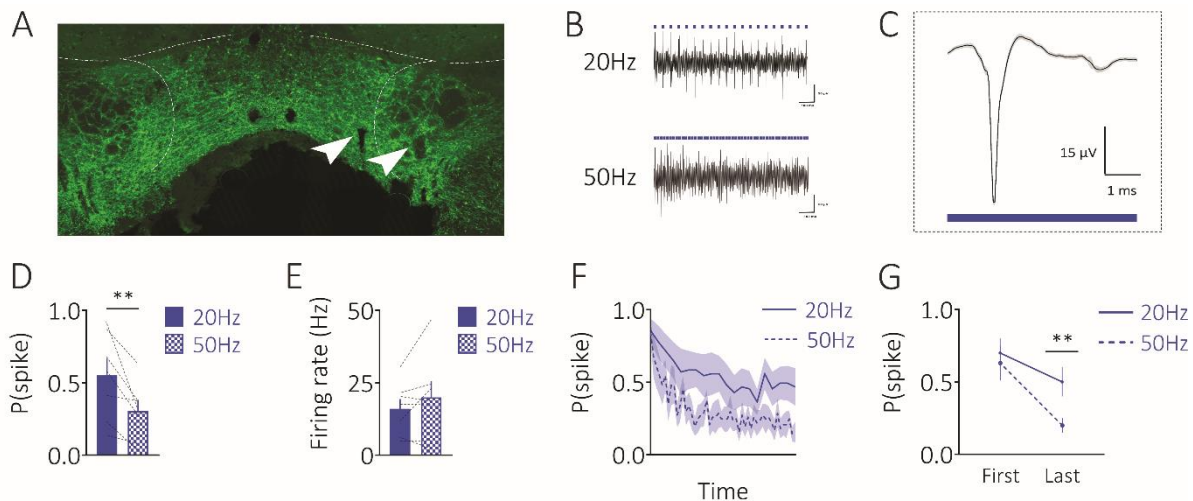 A
B
20Hz
50Hz
C
15 µV
1 ms
D
**
1.0
0.5
0.0
P(spike)
20Hz
50Hz
E
50
25
0
Firing rate (Hz)
20Hz
50Hz
F
1.0
0.5
0.0
P(spike)
20Hz
50Hz
Time
G
1.0
0.5
0.0
P(spike)
20Hz
50Hz
**
First Last